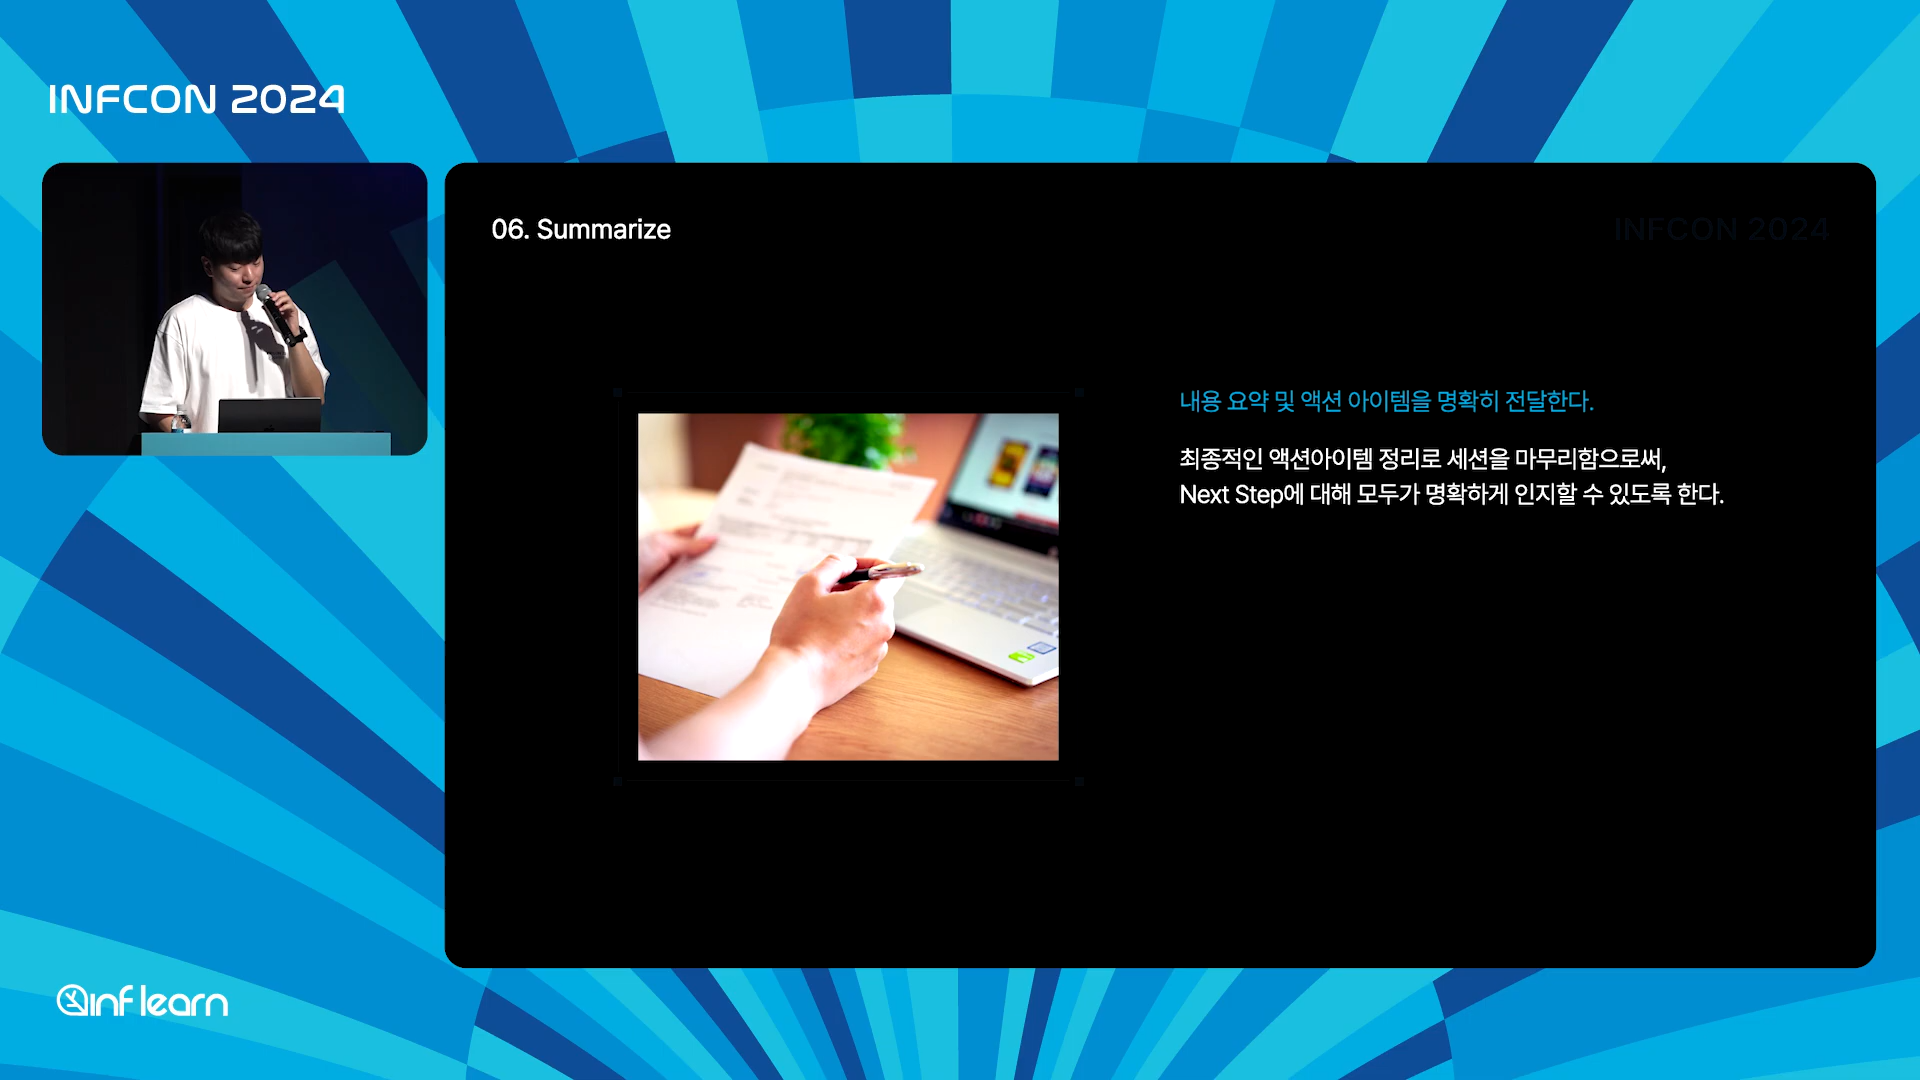 INFCON 2024
06. Summarize
INFCON 2024
내용 요약 및 액션 아이템을 명확히 전달한다.
최종적인 액션아이템 정리로 세션을 마무리함으로써,
Next Step에 대해 모두가 명확하게 인지할 수 있도록 한다.
inflearn